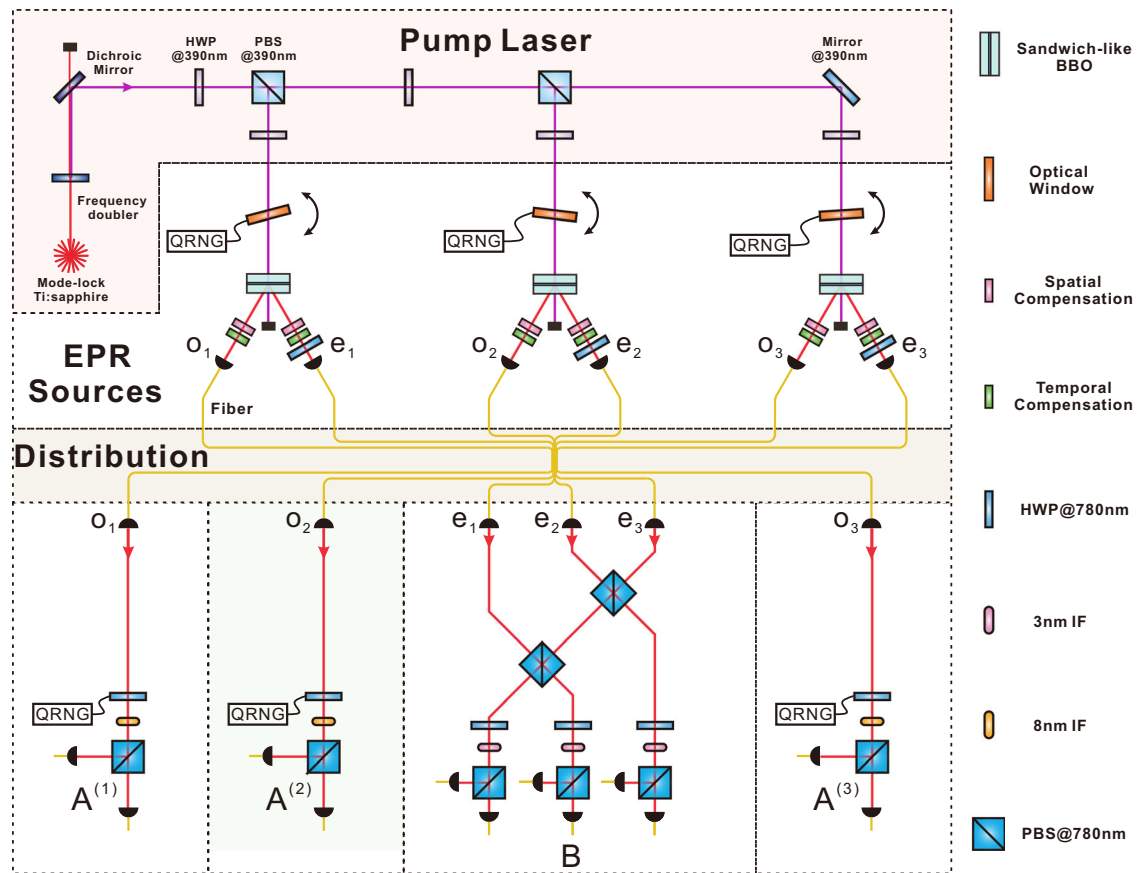 Pump Laser
HWP
@390nm
PBS
@390nm
Mirror
@390nm
Dichroic
Mirror
Frequency
doubler
Mode-lock
Ti:sapphire
QRNG
QRNG
QRNG
o1
e1
o2
e2
o3
e3
EPR
Sources
Fiber
Distribution
o1
o2
e1
e2
e3
o3
QRNG
QRNG
QRNG
A(1)
A(2)
B
A(3)
Sandwich-like
BBO
Optical
Window
Spatial
Compensation
Temporal
Compensation
HWP@780nm
3nm IF
8nm IF
PBS@780nm